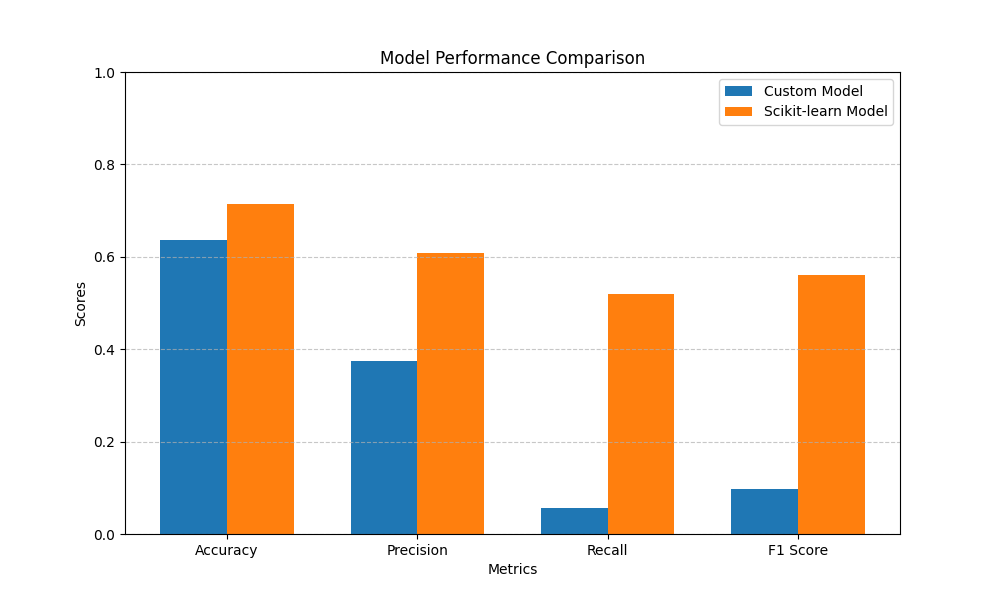 Model Performance Comparison
Custom Model
Scikit-learn Model
1.0
0.8
0.6
0.4
0.2
0.0
Scores
Accuracy Precision Recall F1 Score
Metrics